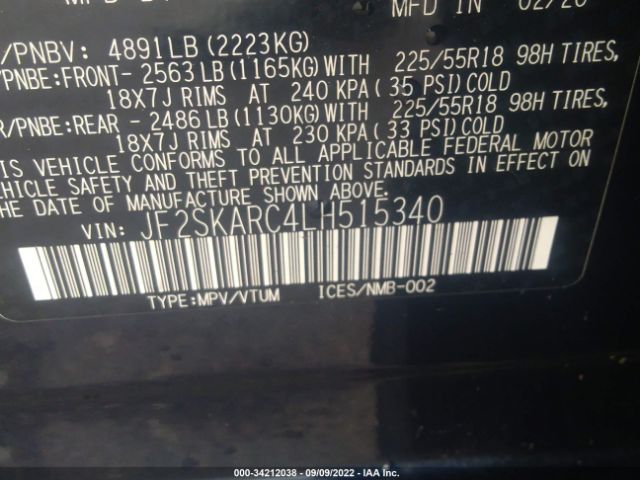 MFD IN 02/20
/PNBV: 4891LB (2223KG)
/PNBE:FRONT- 2563 LB (1165KG) WITH 225/55R18 98H TIRES,
18X7J RIMS AT 240 KPA (35 PSI) COLD
R/PNBE:REAR - 2486 LB (1130KG) WITH 225/55R18 98H TIRES,
18X7J RIMS AT 230 KPA (33 PSI) COLD
IS VEHICLE CONFORMS TO ALL APPLICABLE FEDERAL MOTOR
EHICLE SAFETY AND THEFT PREVENTION STANDARDS IN EFFECT ON
HE DATE OF MANUFACTURE SHOWN ABOVE.
VIN: JF2SKARC4LH515340
TYPE:MPV/VTUM ICES/NMB-002
000-34212038 - 09/09/2022 - IAA Inc.